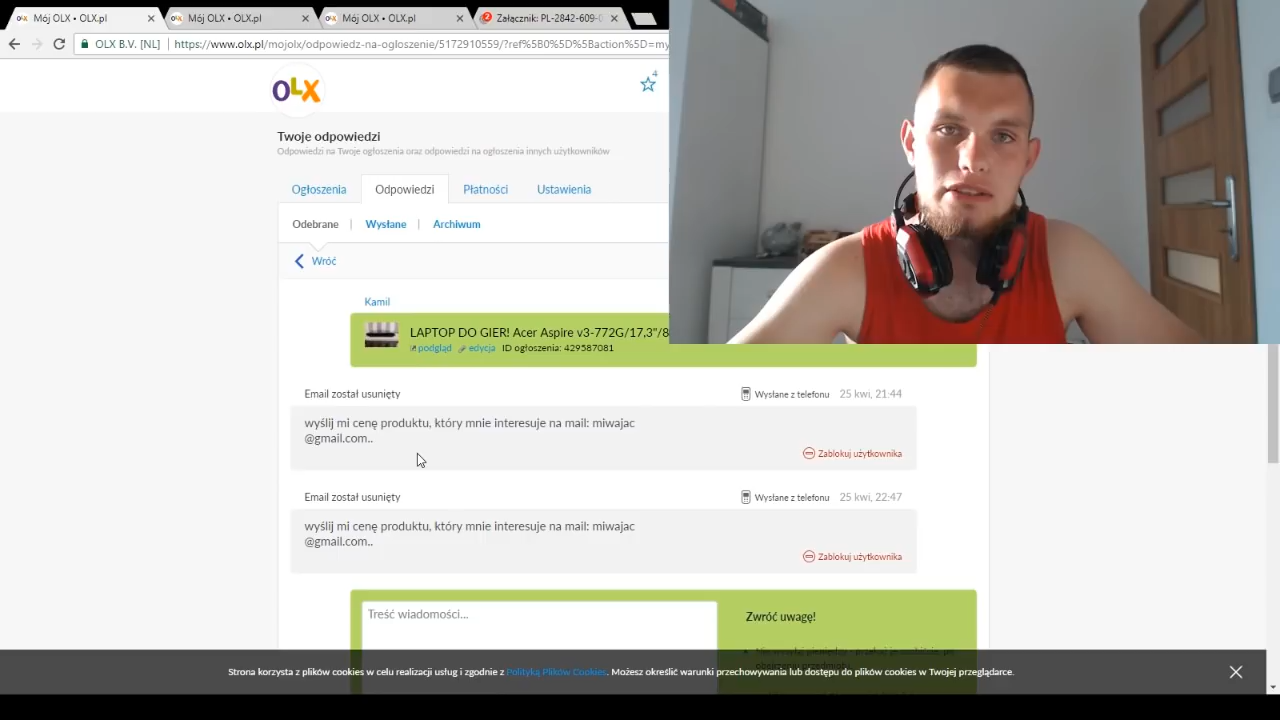 Mój OLX • OLX.pl
Mój OLX • OLX.pl
Mój OLX • OLX.pl
2 Załącznik: PL-2842-609-0
OLX B.V. [NL]
https://www.olx.pl/mojolx/odpowiedz-na-ogloszenie/5172910559/?ref%5B0%5D%5Baction%5D=my
OLX
4
Twoje odpowiedzi
Odpowiedzi na Twoje ogłoszenia oraz odpowiedzi na ogłoszenia innych użytkowników
Ogłoszenia Odpowiedzi Płatności Ustawienia
Odebrane | Wysłane | Archiwum
Wróć
Kamil
LAPTOP DO GIER! Acer Aspire v3-772G/17,3"/8
podgląd edycja ID ogłoszenia: 429587081
Email został usunięty Wysłane z telefonu 25 kwi, 21:44
wyślij mi cenę produktu, który mnie interesuje na mail: miwajac
@gmail.com..
Zablokuj użytkownika
Email został usunięty Wysłane z telefonu 25 kwi, 22:47
wyślij mi cenę produktu, który mnie interesuje na mail: miwajac
@gmail.com..
Zablokuj użytkownika
Treść wiadomości...
Zwróć uwagę!
Strona korzysta z plików cookies w celu realizacji usług i zgodnie z Polityką Plików Cookies. Możesz określić warunki przechowywania lub dostępu do plików cookies w Twojej przeglądarce.